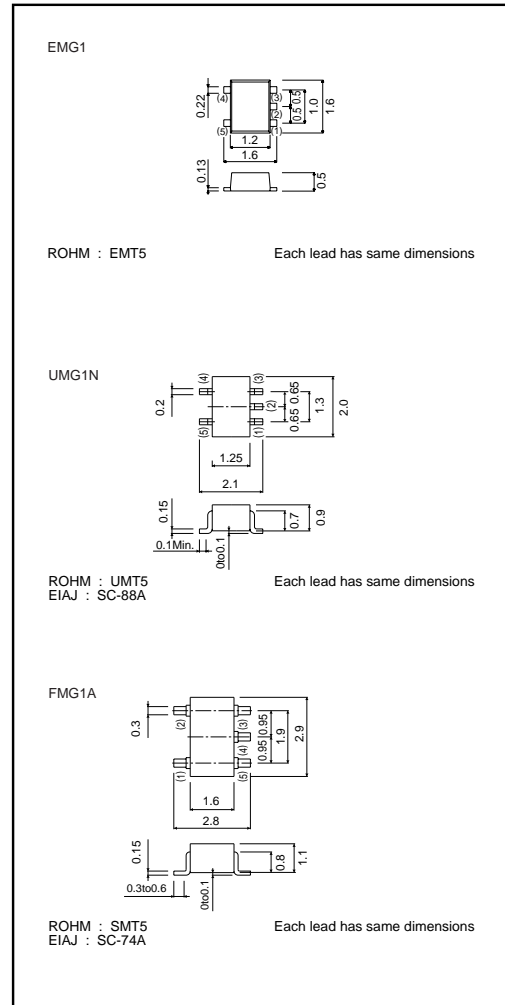 EMG1
0.22
(4)
(3)
(2)
(5)
(1)
0.5 0.5
1.0
1.6
1.2
1.6
0.13
0.5
ROHM : EMT5
Each lead has same dimensions
UMG1N
0.2
(4)
(3)
(2)
(5)
(1)
0.65 0.65
1.3
2.0
1.25
2.1
0.15
0.1Min.
0to0.1
0.7
0.9
ROHM : UMT5
Each lead has same dimensions
EIAJ : SC-88A
FMG1A
0.3
(2)
(3)
(4)
(1)
(5)
0.95 0.95
1.9
2.9
1.6
2.8
0.15
0.3to0.6
0to0.1
0.8
1.1
ROHM : SMT5
Each lead has same dimensions
EIAJ : SC-74A